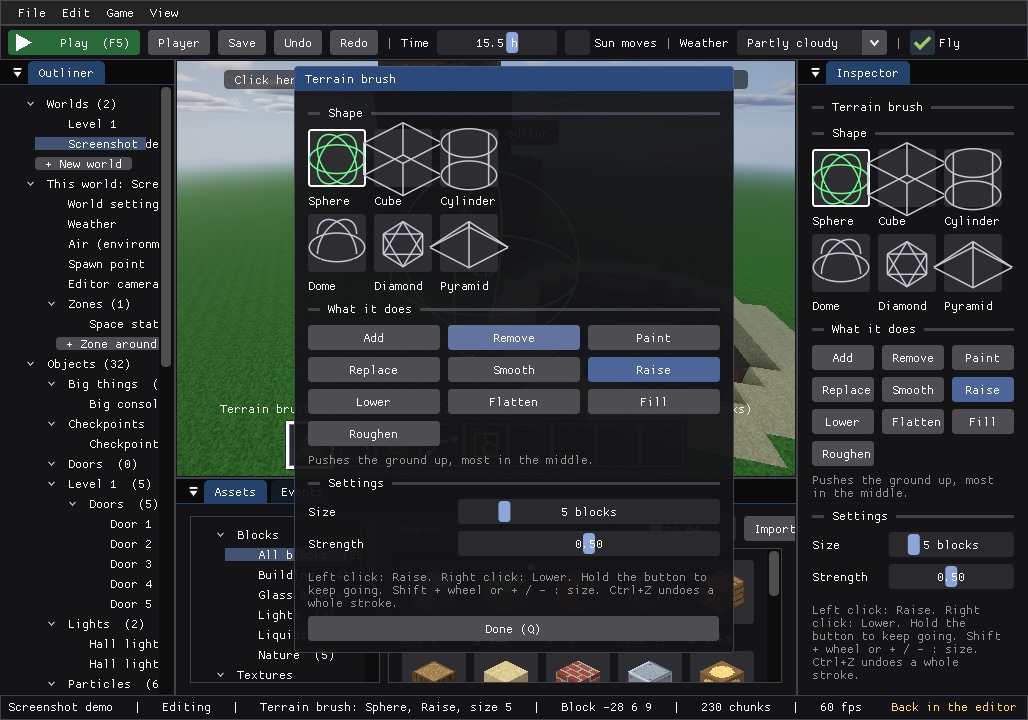 File Edit Game View
Play (F5) Player Save Undo Redo | Time 15.5 h Sun moves | Weather Partly cloudy | Fly
Outliner
Worlds (2)
Level 1
Screenshot de
+ New world
This world: Scre
World setting
Weather
Air (environm
Spawn point
Editor camera
Zones (1)
Space stat
+ Zone around
Objects (32)
Big things (
Big consol
Checkpoints
Checkpoint
Doors (0)
Level 1 (5)
Doors (5)
Door 1
Door 2
Door 3
Door 4
Door 5
Lights (2)
Hall light
Hall light
Particles (6
Click her
editor
Terrain bru
ks)
Terrain brush
Shape
Sphere Cube Cylinder
Dome Diamond Pyramid
What it does
Add Remove Paint
Replace Smooth Raise
Lower Flatten Fill
Roughen
Pushes the ground up, most in the middle.
Settings
Size 5 blocks
Strength 0.50
Left click: Raise. Right click: Lower. Hold the button to
keep going. Shift + wheel or + / - : size. Ctrl+Z undoes a
whole stroke.
Done (Q)
Assets Events
Import
Blocks
All b
Buildi
Glass
Light
Liqui
Nature (5)
Textures
Inspector
Terrain brush
Shape
Sphere Cube Cylinder
Dome Diamond Pyramid
What it does
Add Remove Paint
Replace Smooth Raise
Lower Flatten Fill
Roughen
Pushes the ground up, most
in the middle.
Settings
Size 5 blocks
Strength 0.50
Left click: Raise. Right
click: Lower. Hold the
button to keep going. Shift
+ wheel or + / - : size.
Ctrl+Z undoes a whole
stroke.
Screenshot demo | Editing | Terrain brush: Sphere, Raise, size 5 | Block -28 6 9 | 230 chunks | 60 fps Back in the editor